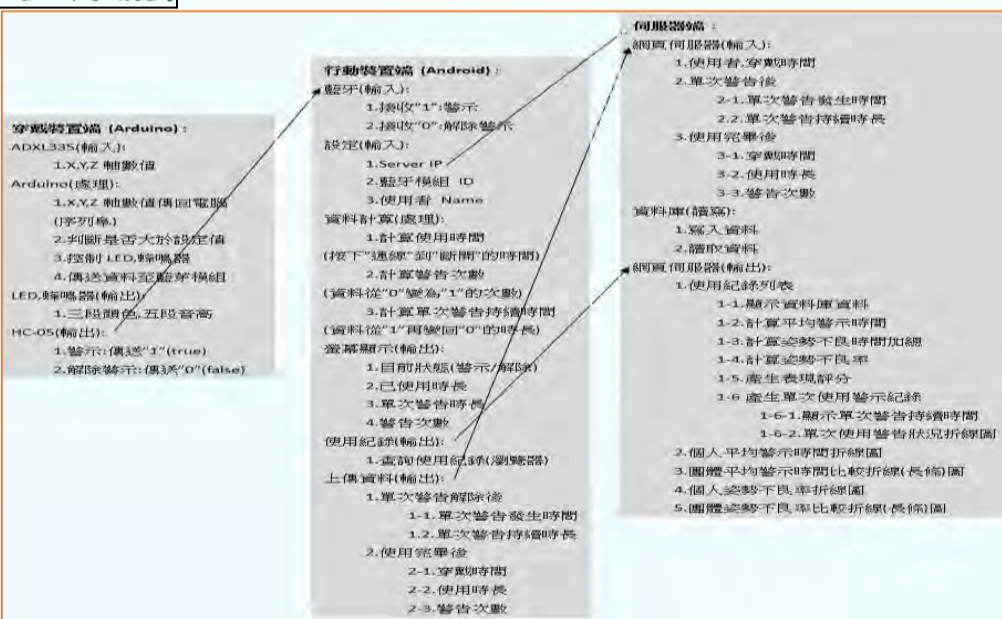 穿戴裝置端 (Arduino) :
ADXL335(輸入):
1.X,Y,Z 軸數值
Arduino(處理):
1.X,Y,Z 軸數值傳回電腦
(序列阜)
2.判斷是否大於設定值
3.控制 LED,蜂鳴器
4.傳送資料至藍芽模組
LED,蜂鳴器(輸出):
1.三段顏色,五段音高
HC-05(輸出):
1.警示:傳送"1"(true)
2.解除警示:傳送"0"(false)
行動裝置端 (Android) :
藍牙(輸入):
1.接收"1":警示
2.接收"0":解除警示
設定(輸入):
1.Server IP
2.藍牙模組 ID
3.使用者 Name
資料計算(處理):
1.計算使用時間
(按下"連線"到"斷開"的時間)
2.計算警告次數
(資料從"0"變為,"1"的次數)
3.計算單次警告持續時間
(資料從"1"再變回"0"的時長)
螢幕顯示(輸出):
1.目前狀態(警示/解除)
2.已使用時長
3.單次警告時長
4.警告次數
使用紀錄(輸出):
1.查詢使用紀錄(瀏覽器)
上傳資料(輸出):
1.單次警告解除後
1-1.單次警告發生時間
1.2.單次警告持續時長
2.使用完畢後
2-1.穿戴時間
2-2.使用時長
2-3.警告次數
伺服器端 :
網頁伺服器(輸入):
1.使用者,穿戴時間
2.單次警告後
2-1.單次警告發生時間
2.2.單次警告持續時長
3.使用完畢後
3-1.穿戴時間
3-2.使用時長
3-3.警告次數
資料庫(讀寫):
1.寫入資料
2.讀取資料
網頁伺服器(輸出):
1.使用紀錄列表
1-1.顯示資料庫資料
1-2.計算平均警示時間
1-3.計算姿勢不良時間加總
1-4.計算姿勢不良率
1-5.產生表現評分
1-6 產生單次使用警示紀錄
1-6-1.顯示單次警告持續時間
1-6-2.單次使用警告狀況折線圖
2.個人平均警示時間折線圖
3.團體平均警示時間比較折線(長條)圖
4.個人姿勢不良率折線圖
5.團體姿勢不良率比較折線(長條)圖